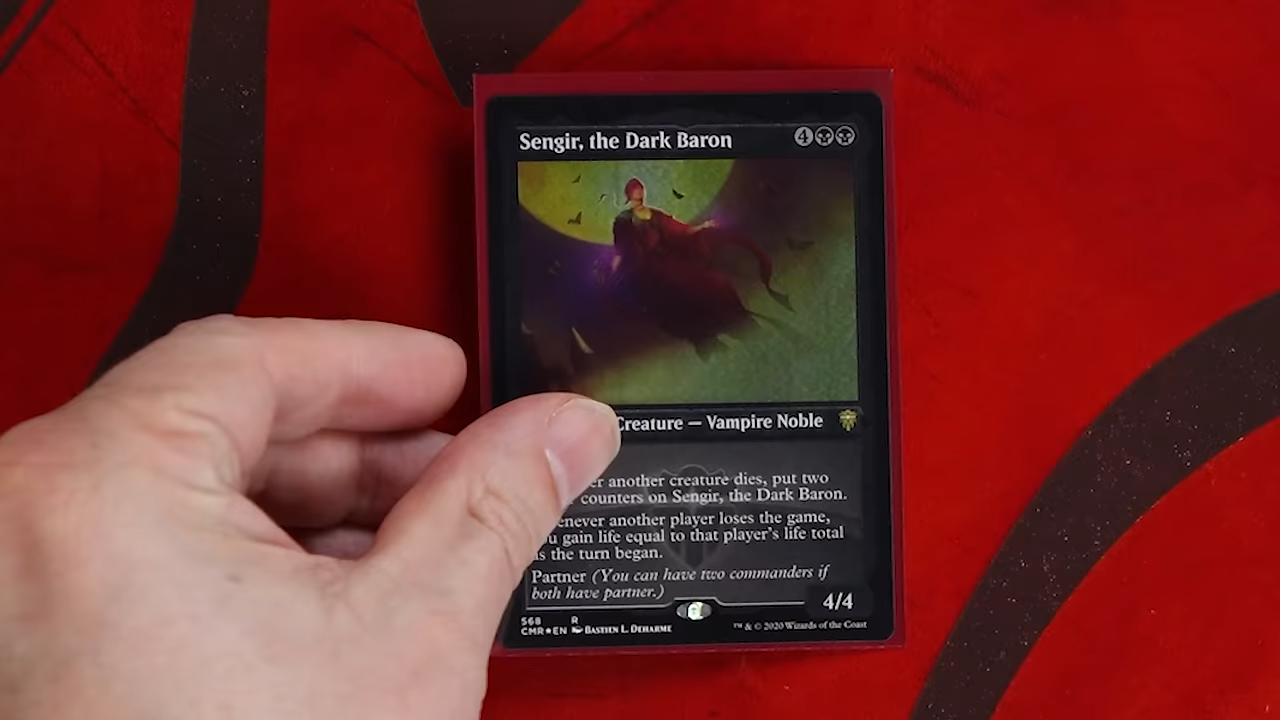 Sengir, the Dark Baron 4
Creature — Vampire Noble
er another creature dies, put two
counters on Sengir, the Dark Baron.
enever another player loses the game,
u gain life equal to that player's life total
s the turn began.
Partner (You can have two commanders if
both have partner.)
4/4
568 R
CMR★EN Bastien L. Deharme
™ & © 2020 Wizards of the Coast